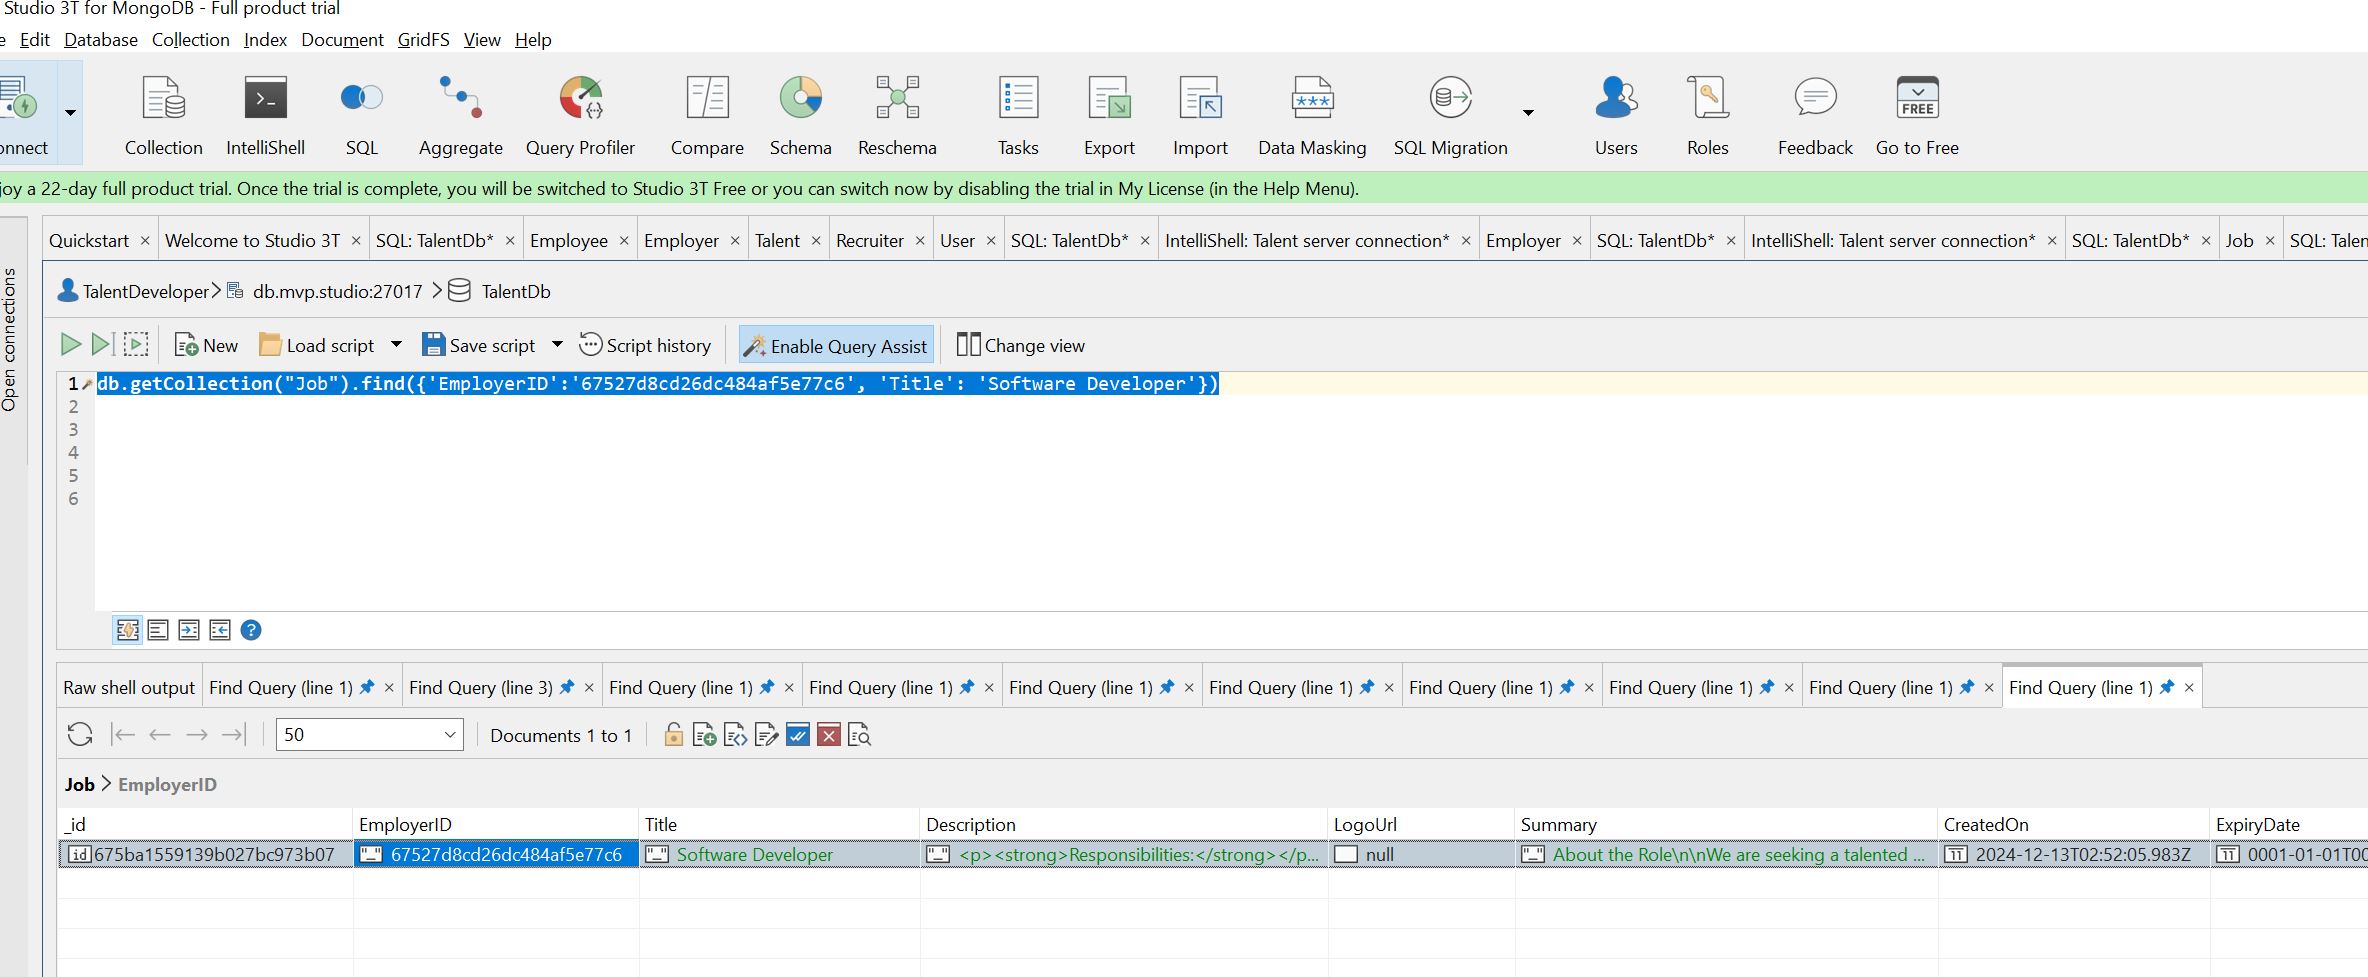 Studio 3T for MongoDB - Full product trial
Edit Database Collection Index Document GridFS View Help
Collection IntelliShell SQL Aggregate Query Profiler Compare Schema Reschema Tasks Export Import Data Masking SQL Migration Users Roles Feedback Go to Free
FREE
a 22-day full product trial. Once the trial is complete, you will be switched to Studio 3T Free or you can switch now by disabling the trial in My License (in the Help Menu).
Open connections
Quickstart Welcome to Studio 3T SQL: TalentDb* Employee Employer Talent Recruiter User SQL: TalentDb* IntelliShell: Talent server connection* Employer SQL: TalentDb* IntelliShell: Talent server connection* SQL: TalentDb* Job SQL:
TalentDeveloper > db.mvp.studio:27017 > TalentDb
New Load script Save script Script history Enable Query Assist Change view
1 db.getCollection("Job").find({'EmployerID':'67527d8cd26dc484af5e77c6', 'Title': 'Software Developer'})
2
3
4
5
6
Raw shell output Find Query (line 1) Find Query (line 3) Find Query (line 1) Find Query (line 1) Find Query (line 1) Find Query (line 1) Find Query (line 1) Find Query (line 1) Find Query (line 1) Find Query (line 1)
50 Documents 1 to 1
Job > EmployerID
_id EmployerID Title Description LogoUrl Summary CreatedOn ExpiryDate
675ba1559139b027bc973b07 67527d8cd26dc484af5e77c6 Software Developer <p><strong>Responsibilities:</strong></p... null About the Role\n\nWe are seeking a talented ... 2024-12-13T02:52:05.983Z 0001-01-01T00